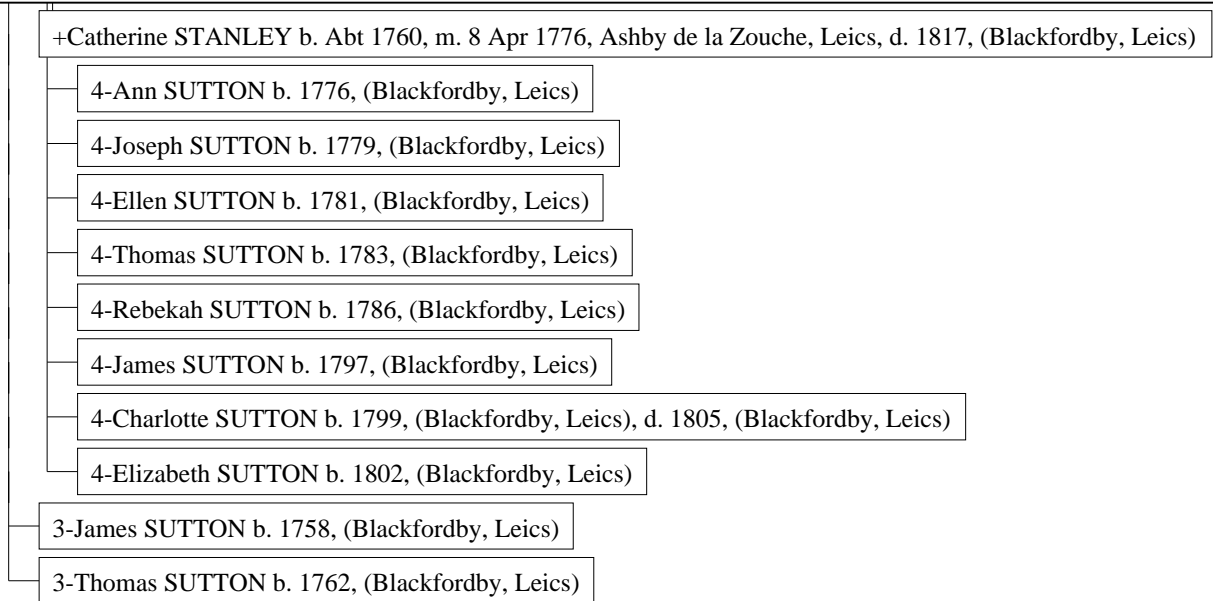 +Catherine STANLEY b. Abt 1760, m. 8 Apr 1776, Ashby de la Zouche, Leics, d. 1817, (Blackfordby, Leics)
4-Ann SUTTON b. 1776, (Blackfordby, Leics)
4-Joseph SUTTON b. 1779, (Blackfordby, Leics)
4-Ellen SUTTON b. 1781, (Blackfordby, Leics)
4-Thomas SUTTON b. 1783, (Blackfordby, Leics)
4-Rebekah SUTTON b. 1786, (Blackfordby, Leics)
4-James SUTTON b. 1797, (Blackfordby, Leics)
4-Charlotte SUTTON b. 1799, (Blackfordby, Leics), d. 1805, (Blackfordby, Leics)
4-Elizabeth SUTTON b. 1802, (Blackfordby, Leics)
3-James SUTTON b. 1758, (Blackfordby, Leics)
3-Thomas SUTTON b. 1762, (Blackfordby, Leics)